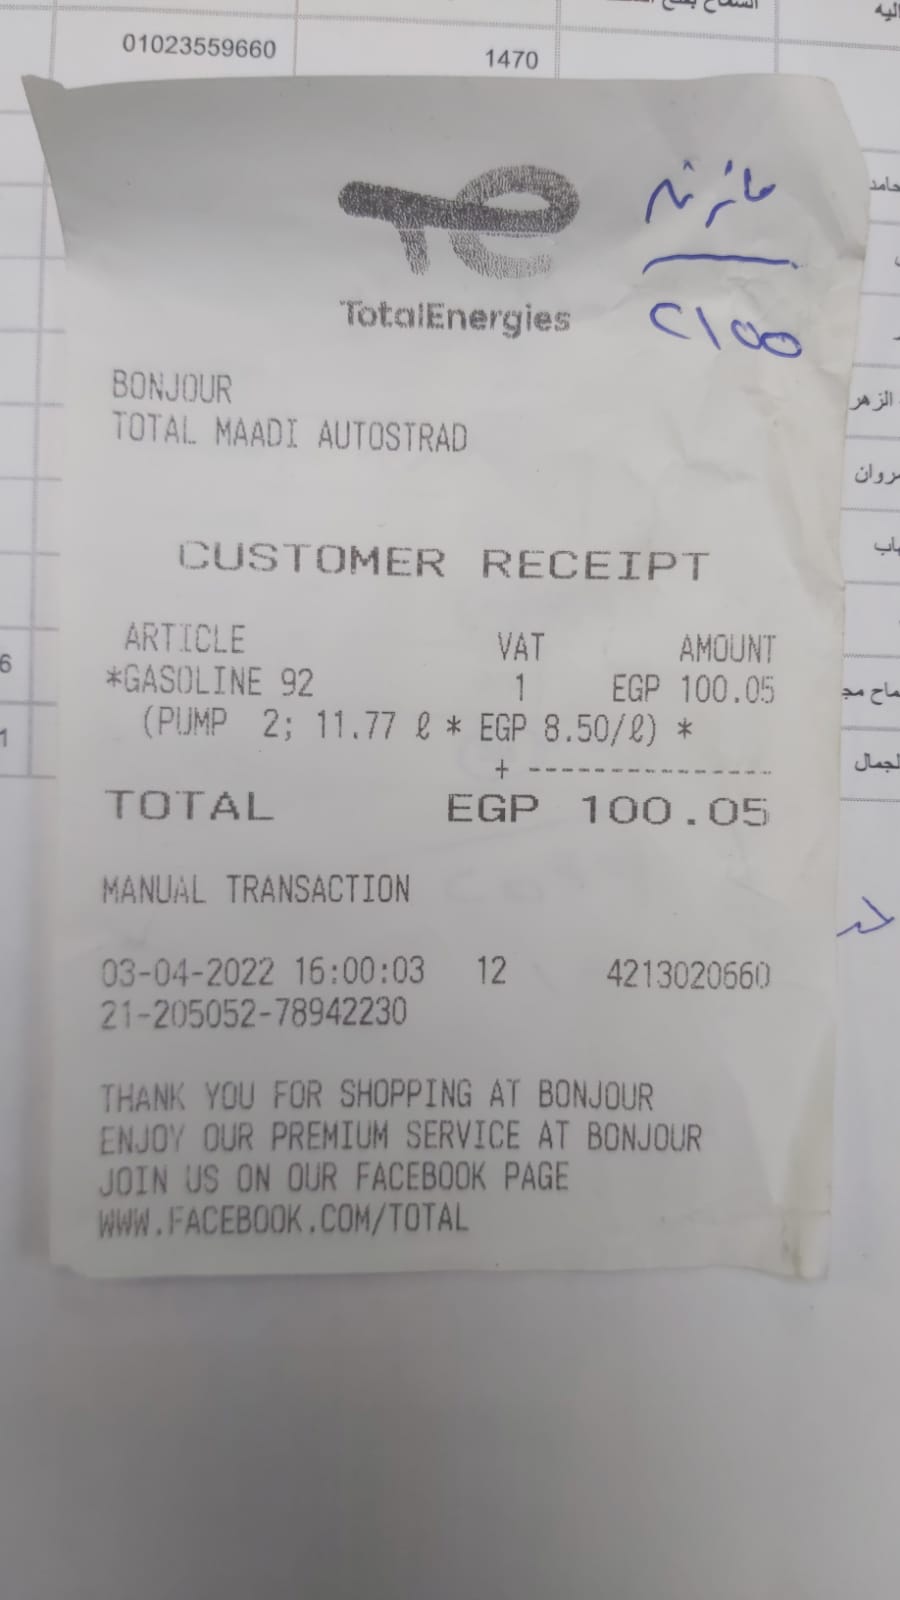 01023559660
1470
TotalEnergies
BONJOUR
TOTAL MAADI AUTOSTRAD
CUSTOMER RECEIPT
ARTICLE VAT AMOUNT
*GASOLINE 92 1 EGP 100.05
(PUMP 2; 11.77 ℓ * EGP 8.50/ℓ) *
+ ---------------
TOTAL EGP 100.05
MANUAL TRANSACTION
03-04-2022 16:00:03 12 4213020660
21-205052-78942230
THANK YOU FOR SHOPPING AT BONJOUR
ENJOY OUR PREMIUM SERVICE AT BONJOUR
JOIN US ON OUR FACEBOOK PAGE
WWW.FACEBOOK.COM/TOTAL